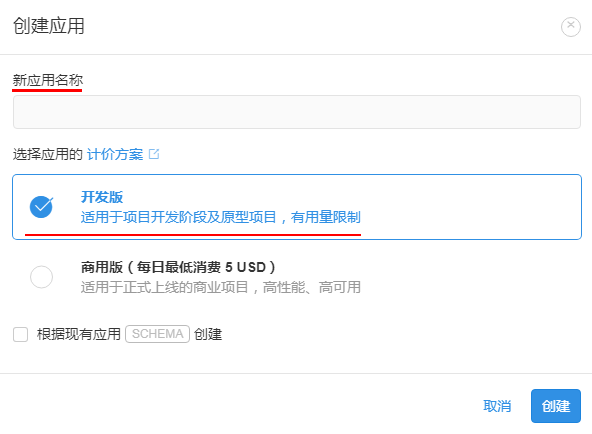 创建应用
新应用名称
选择应用的 计价方案
开发版
适用于项目开发阶段及原型项目，有用量限制
商用版（每日最低消费 5 USD）
适用于正式上线的商业项目，高性能、高可用
根据现有应用 SCHEMA 创建
取消 创建